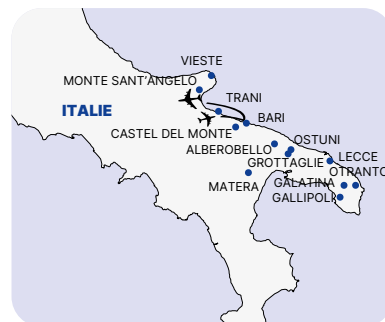 VIESTE
MONTE SANT'ANGELO
TRANI
ITALIE
BARI
CASTEL DEL MONTE
OSTUNI
ALBEROBELLO
LECCE
GROTTAGLIE
OTRANTO
MATERA
GALATINA
GALLIPOLI